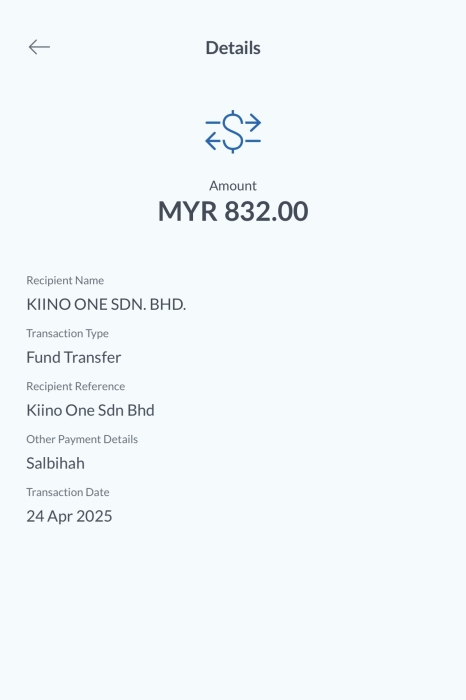 Details
Amount
MYR 832.00
Recipient Name
KIINO ONE SDN. BHD.
Transaction Type
Fund Transfer
Recipient Reference
Kiino One Sdn Bhd
Other Payment Details
Salbihah
Transaction Date
24 Apr 2025